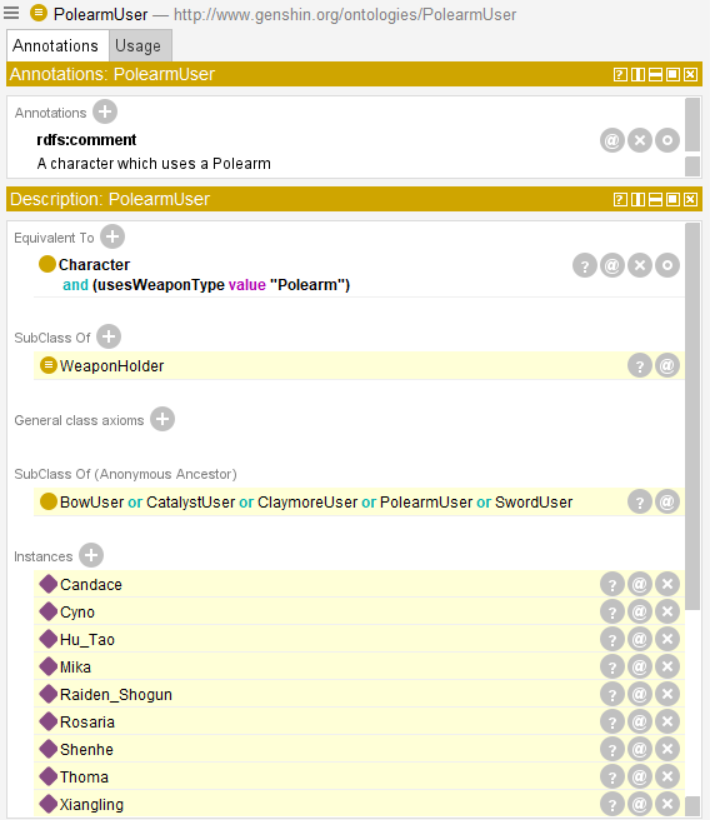 PolearmUser — http://www.genshin.org/ontologies/PolearmUser
Annotations Usage
Annotations: PolearmUser
Annotations
rdfs:comment
A character which uses a Polearm
Description: PolearmUser
Equivalent To
Character
and (usesWeaponType value "Polearm")
SubClass Of
WeaponHolder
General class axioms
SubClass Of (Anonymous Ancestor)
BowUser or CatalystUser or ClaymoreUser or PolearmUser or SwordUser
Instances
Candace
Cyno
Hu_Tao
Mika
Raiden_Shogun
Rosaria
Shenhe
Thoma
Xiangling